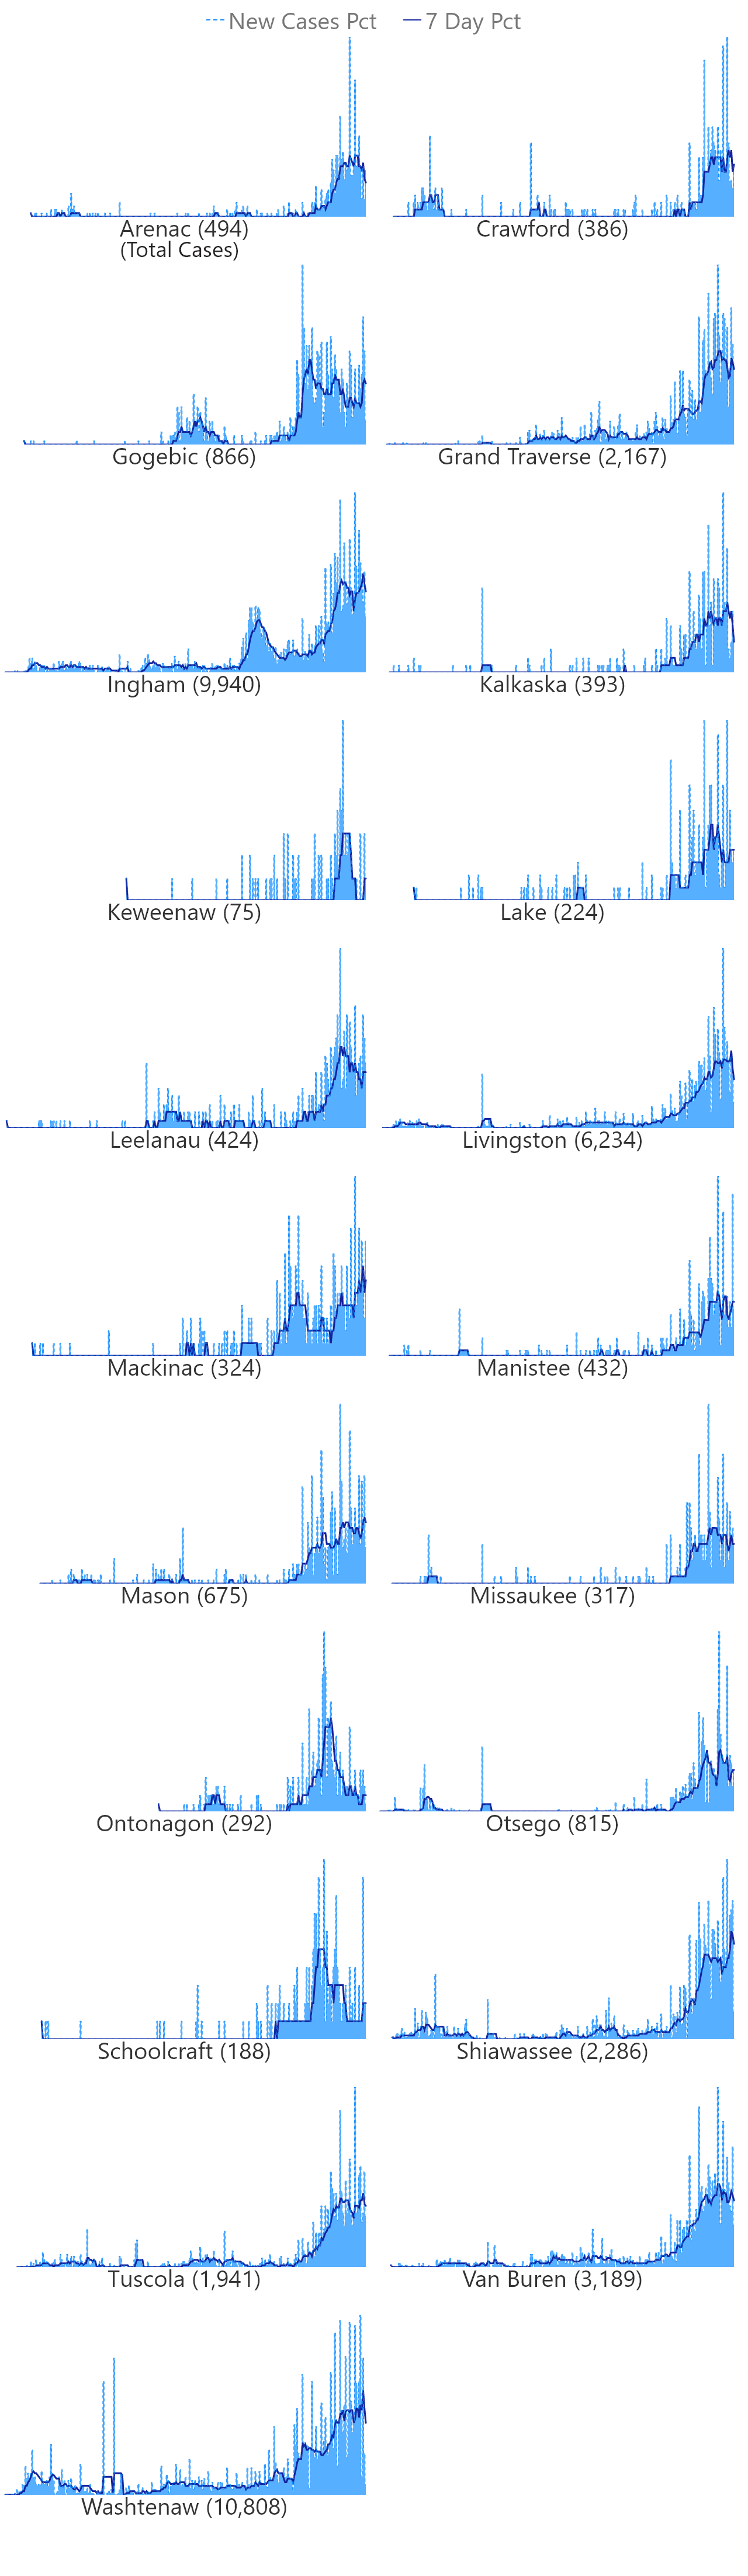 New Cases Pct 7 Day Pct
Arenac (494) Crawford (386)
(Total Cases)
Gogebic (866) Grand Traverse (2,167)
Ingham (9,940) Kalkaska (393)
Keweenaw (75) Lake (224)
Leelanau (424) Livingston (6,234)
Mackinac (324) Manistee (432)
Mason (675) Missaukee (317)
Ontonagon (292) Otsego (815)
Schoolcraft (188) Shiawassee (2,286)
Tuscola (1,941) Van Buren (3,189)
Washtenaw (10,808)